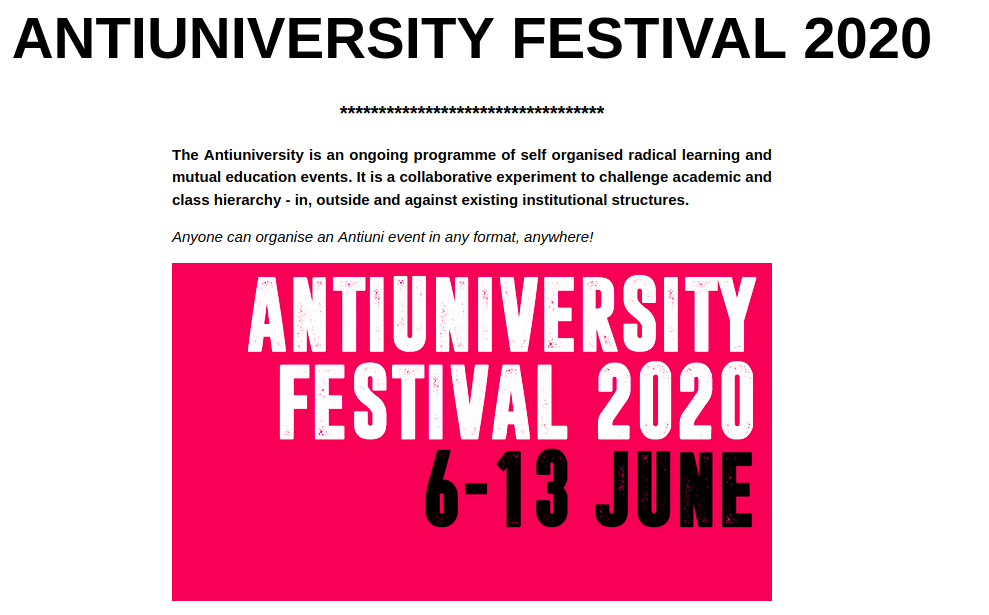 ANTIUNIVERSITY FESTIVAL 2020
**********************************
The Antiuniversity is an ongoing programme of self organised radical learning and
mutual education events. It is a collaborative experiment to challenge academic and
class hierarchy - in, outside and against existing institutional structures.
Anyone can organise an Antiuni event in any format, anywhere!
ANTIUNIVERSITY
FESTIVAL 2020
6-13 JUNE